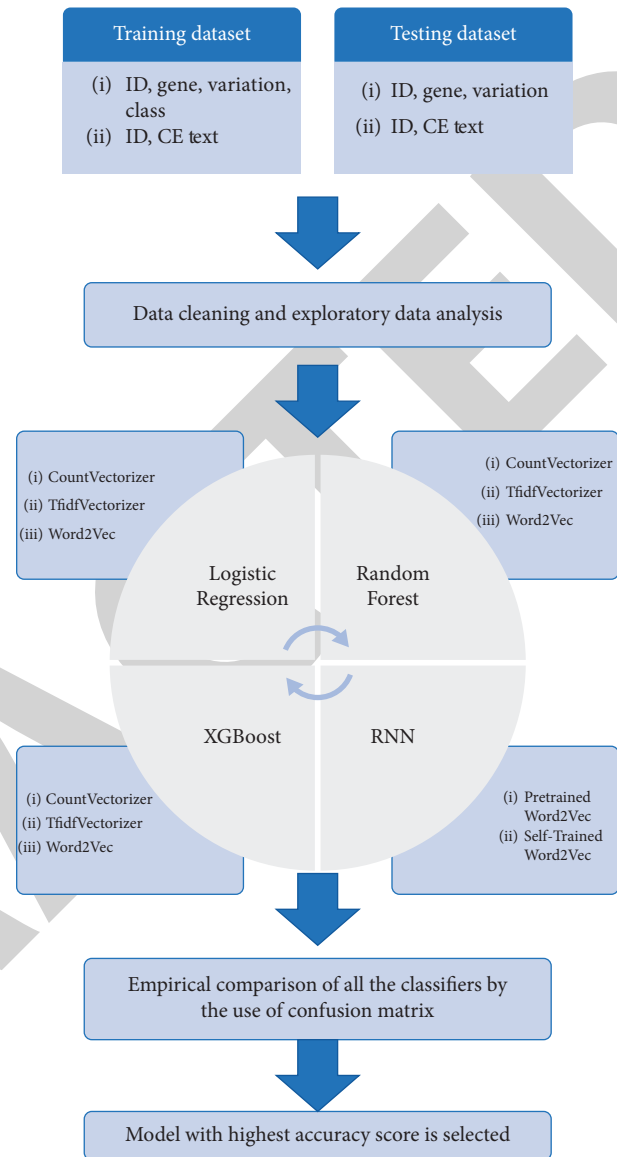 Training dataset
(i) ID, gene, variation,
class
(ii) ID, CE text
Testing dataset
(i) ID, gene, variation
(ii) ID, CE text
Data cleaning and exploratory data analysis
(i) CountVectorizer
(ii) TfidfVectorizer
(iii) Word2Vec
(i) CountVectorizer
(ii) TfidfVectorizer
(iii) Word2Vec
Logistic
Regression
Random
Forest
XGBoost
RNN
(i) CountVectorizer
(ii) TfidfVectorizer
(iii) Word2Vec
(i) Pretrained
Word2Vec
(ii) Self-Trained
Word2Vec
Empirical comparison of all the classifiers by
the use of confusion matrix
Model with highest accuracy score is selected